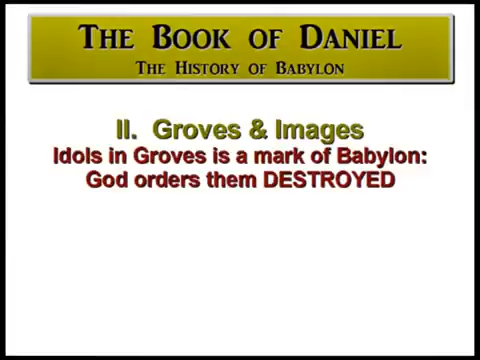 The Book of Daniel
The History of Babylon
II. Groves & Images
Idols in Groves is a mark of Babylon:
God orders them DESTROYED